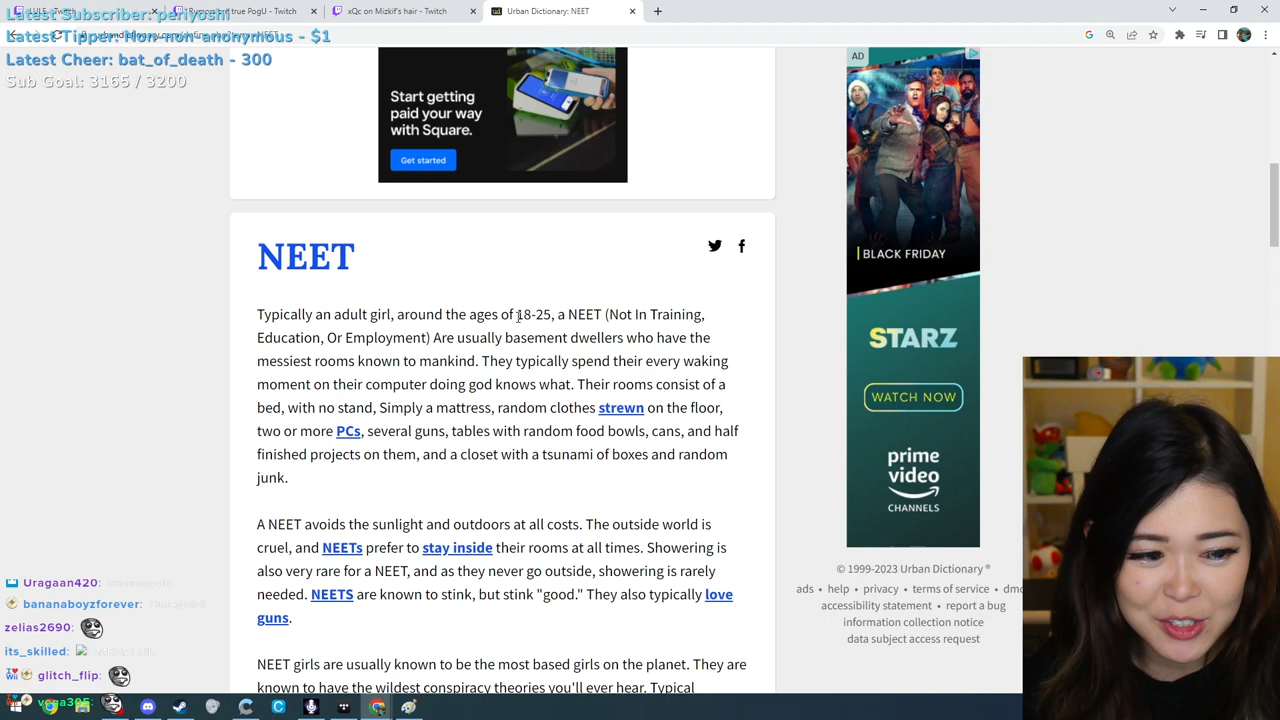 Latest Subscriber: periyoshi
Latest Tipper: Non-non-anonymous - $1
Latest Cheer: bat_of_death - 300
Sub Goal: 3165 / 3200
true PogU - Twitch
xQc on Mizkif's hair - Twitch
Urban Dictionary: NEET
Start getting
paid your way
with Square.
Get started
AD
BLACK FRIDAY
STARZ
WATCH NOW
prime
video
CHANNELS
NEET
Typically an adult girl, around the ages of 18-25, a NEET (Not In Training,
Education, Or Employment) Are usually basement dwellers who have the
messiest rooms known to mankind. They typically spend their every waking
moment on their computer doing god knows what. Their rooms consist of a
bed, with no stand, Simply a mattress, random clothes strewn on the floor,
two or more PCs, several guns, tables with random food bowls, cans, and half
finished projects on them, and a closet with a tsunami of boxes and random
junk.
A NEET avoids the sunlight and outdoors at all costs. The outside world is
cruel, and NEETs prefer to stay inside their rooms at all times. Showering is
also very rare for a NEET, and as they never go outside, showering is rarely
needed. NEETS are known to stink, but stink "good." They also typically love
guns.
NEET girls are usually known to be the most based girls on the planet. They are
known to have the wildest conspiracy theories you'll ever hear. Typical
© 1999-2023 Urban Dictionary ®
ads • help • privacy • terms of service • dmc
accessibility statement • report a bug
information collection notice
data subject access request
Uragaan420:
bananaboyzforever:
zelias2690:
its_skilled:
glitch_flip:
vega305: